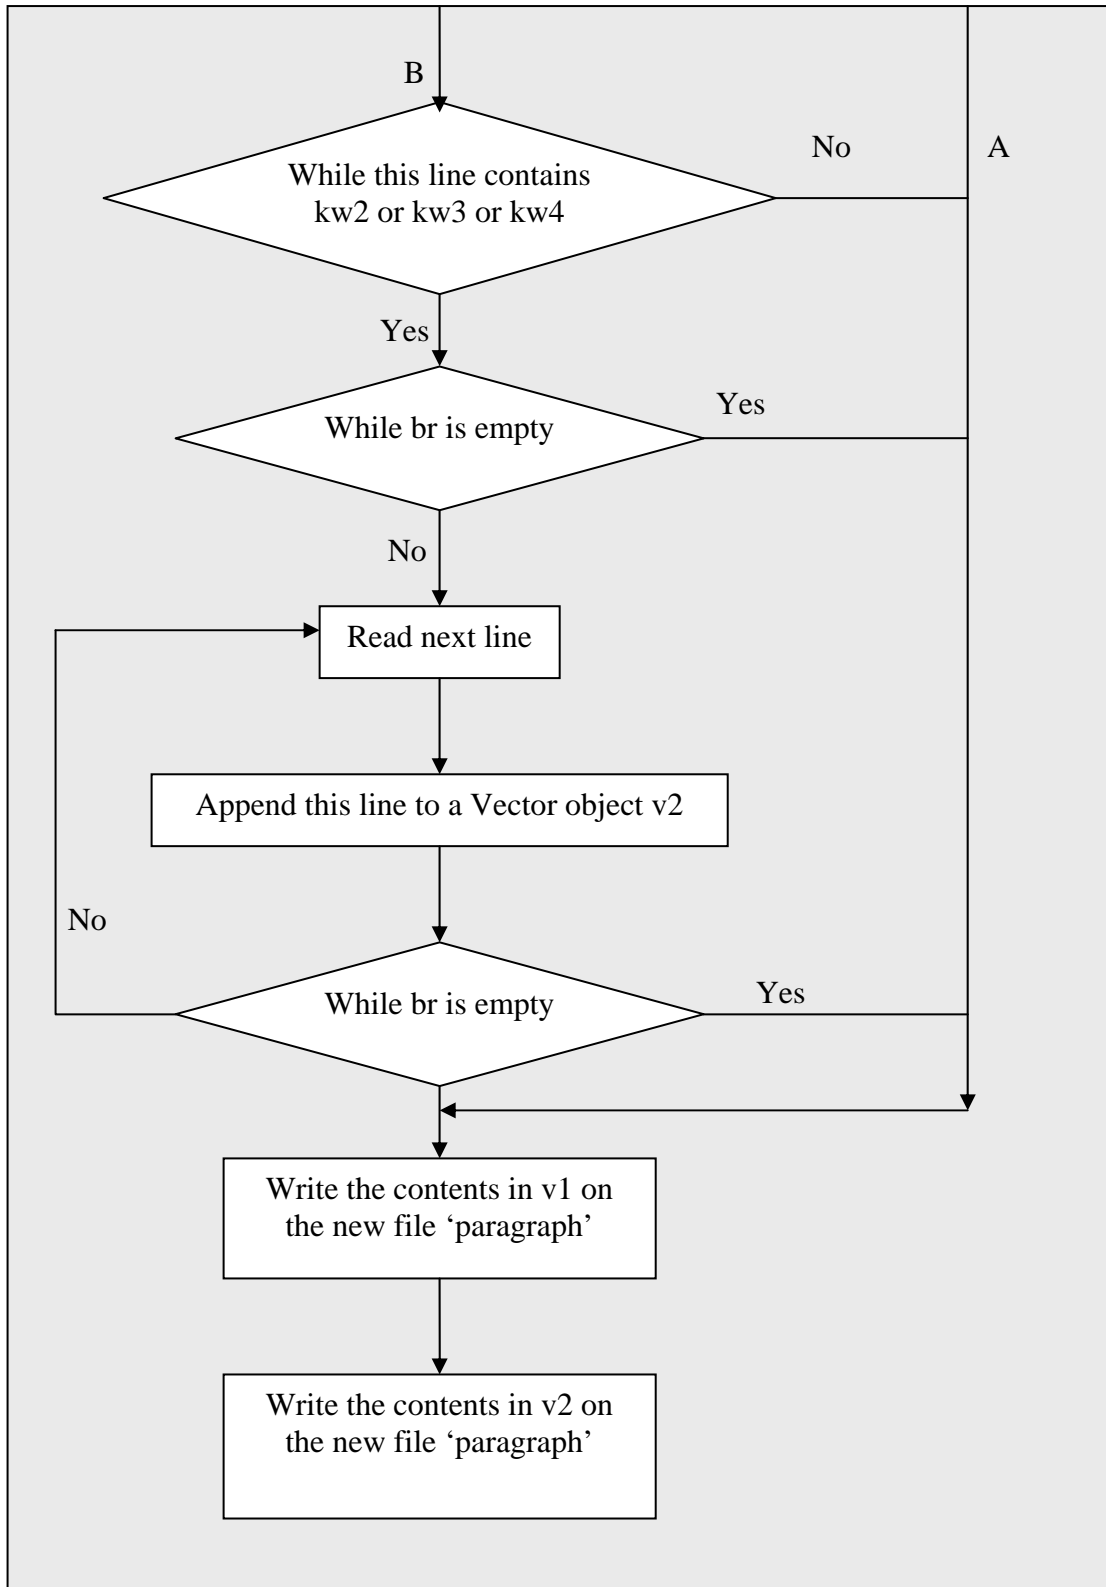 B
No
A
While this line contains
kw2 or kw3 or kw4
Yes
While br is empty
Yes
No
Read next line
Append this line to a Vector object v2
No
While br is empty
Yes
Write the contents in v1 on
the new file ‘paragraph’
Write the contents in v2 on
the new file ‘paragraph’